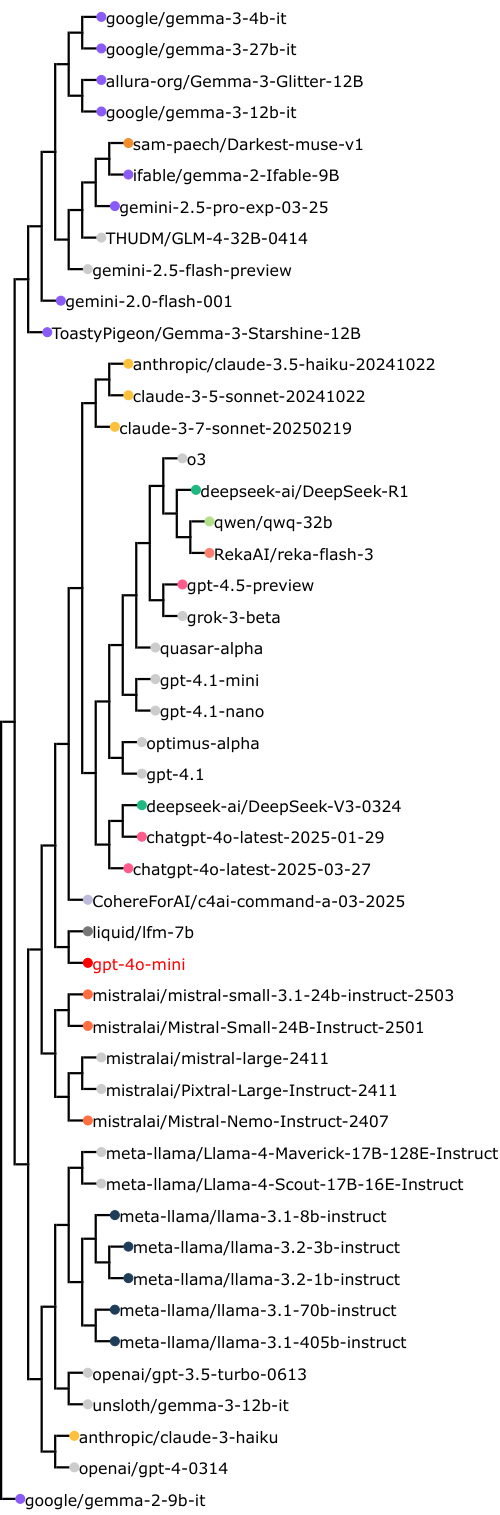 google/gemma-3-4b-it
google/gemma-3-27b-it
allura-org/Gemma-3-Glitter-12B
google/gemma-3-12b-it
sam-paech/Darkest-muse-v1
ifable/gemma-2-Ifable-9B
gemini-2.5-pro-exp-03-25
THUDM/GLM-4-32B-0414
gemini-2.5-flash-preview
gemini-2.0-flash-001
ToastyPigeon/Gemma-3-Starshine-12B
anthropic/claude-3.5-haiku-20241022
claude-3-5-sonnet-20241022
claude-3-7-sonnet-20250219
o3
deepseek-ai/DeepSeek-R1
qwen/qwq-32b
RekaAI/reka-flash-3
gpt-4.5-preview
grok-3-beta
quasar-alpha
gpt-4.1-mini
gpt-4.1-nano
optimus-alpha
gpt-4.1
deepseek-ai/DeepSeek-V3-0324
chatgpt-4o-latest-2025-01-29
chatgpt-4o-latest-2025-03-27
CohereForAI/c4ai-command-a-03-2025
liquid/lfm-7b
gpt-4o-mini
mistralai/mistral-small-3.1-24b-instruct-2503
mistralai/Mistral-Small-24B-Instruct-2501
mistralai/mistral-large-2411
mistralai/Pixtral-Large-Instruct-2411
mistralai/Mistral-Nemo-Instruct-2407
meta-llama/Llama-4-Maverick-17B-128E-Instruct
meta-llama/Llama-4-Scout-17B-16E-Instruct
meta-llama/llama-3.1-8b-instruct
meta-llama/llama-3.2-3b-instruct
meta-llama/llama-3.2-1b-instruct
meta-llama/llama-3.1-70b-instruct
meta-llama/llama-3.1-405b-instruct
openai/gpt-3.5-turbo-0613
unsloth/gemma-3-12b-it
anthropic/claude-3-haiku
openai/gpt-4-0314
google/gemma-2-9b-it